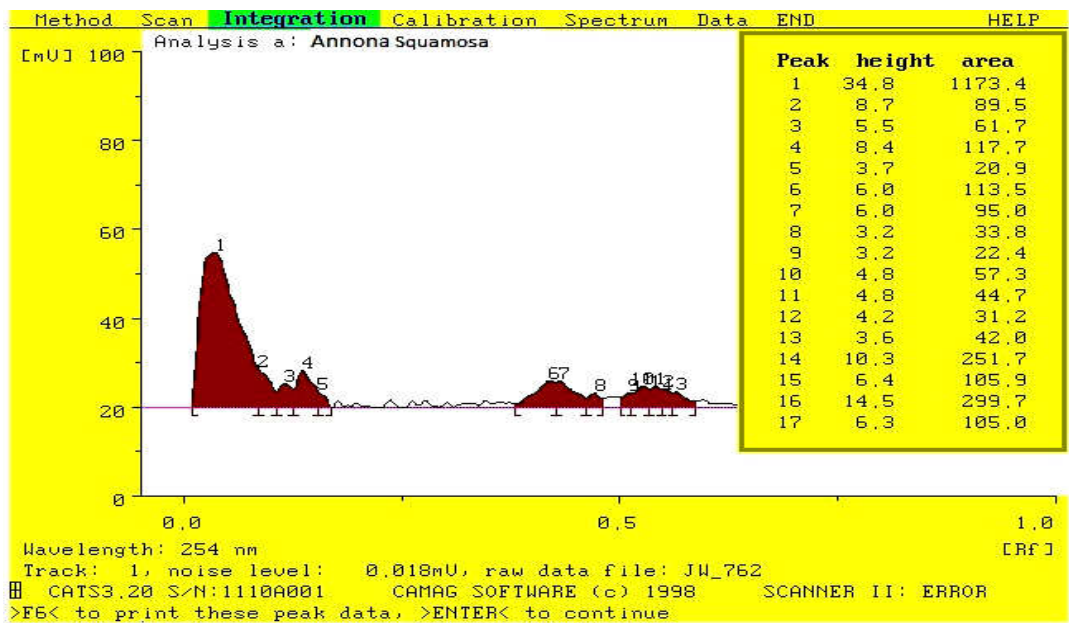 Method Scan Integration Calibration Spectrum Data END HELP
Analysis a: Annona Squamosa
[mV] 100
80
60
40
20
0
1
2
3
4
5
67
8
9
3
Peak height area
1 34.8 1173.4
2 8.7 89.5
3 5.5 61.7
4 8.4 117.7
5 3.7 20.9
6 6.0 113.5
7 6.0 95.0
8 3.2 33.8
9 3.2 22.4
10 4.8 57.3
11 4.8 44.7
12 4.2 31.2
13 3.6 42.0
14 10.3 251.7
15 6.4 105.9
16 14.5 299.7
17 6.3 105.0
0.0 0.5 1.0
Wavelength: 254 nm [Rf]
Track: 1, noise level: 0.018mV, raw data file: JW_762
CATS3.20 S/N:1110A001 CAMAG SOFTWARE (c) 1998 SCANNER II: ERROR
>F6< to print these peak data, >ENTER< to continue